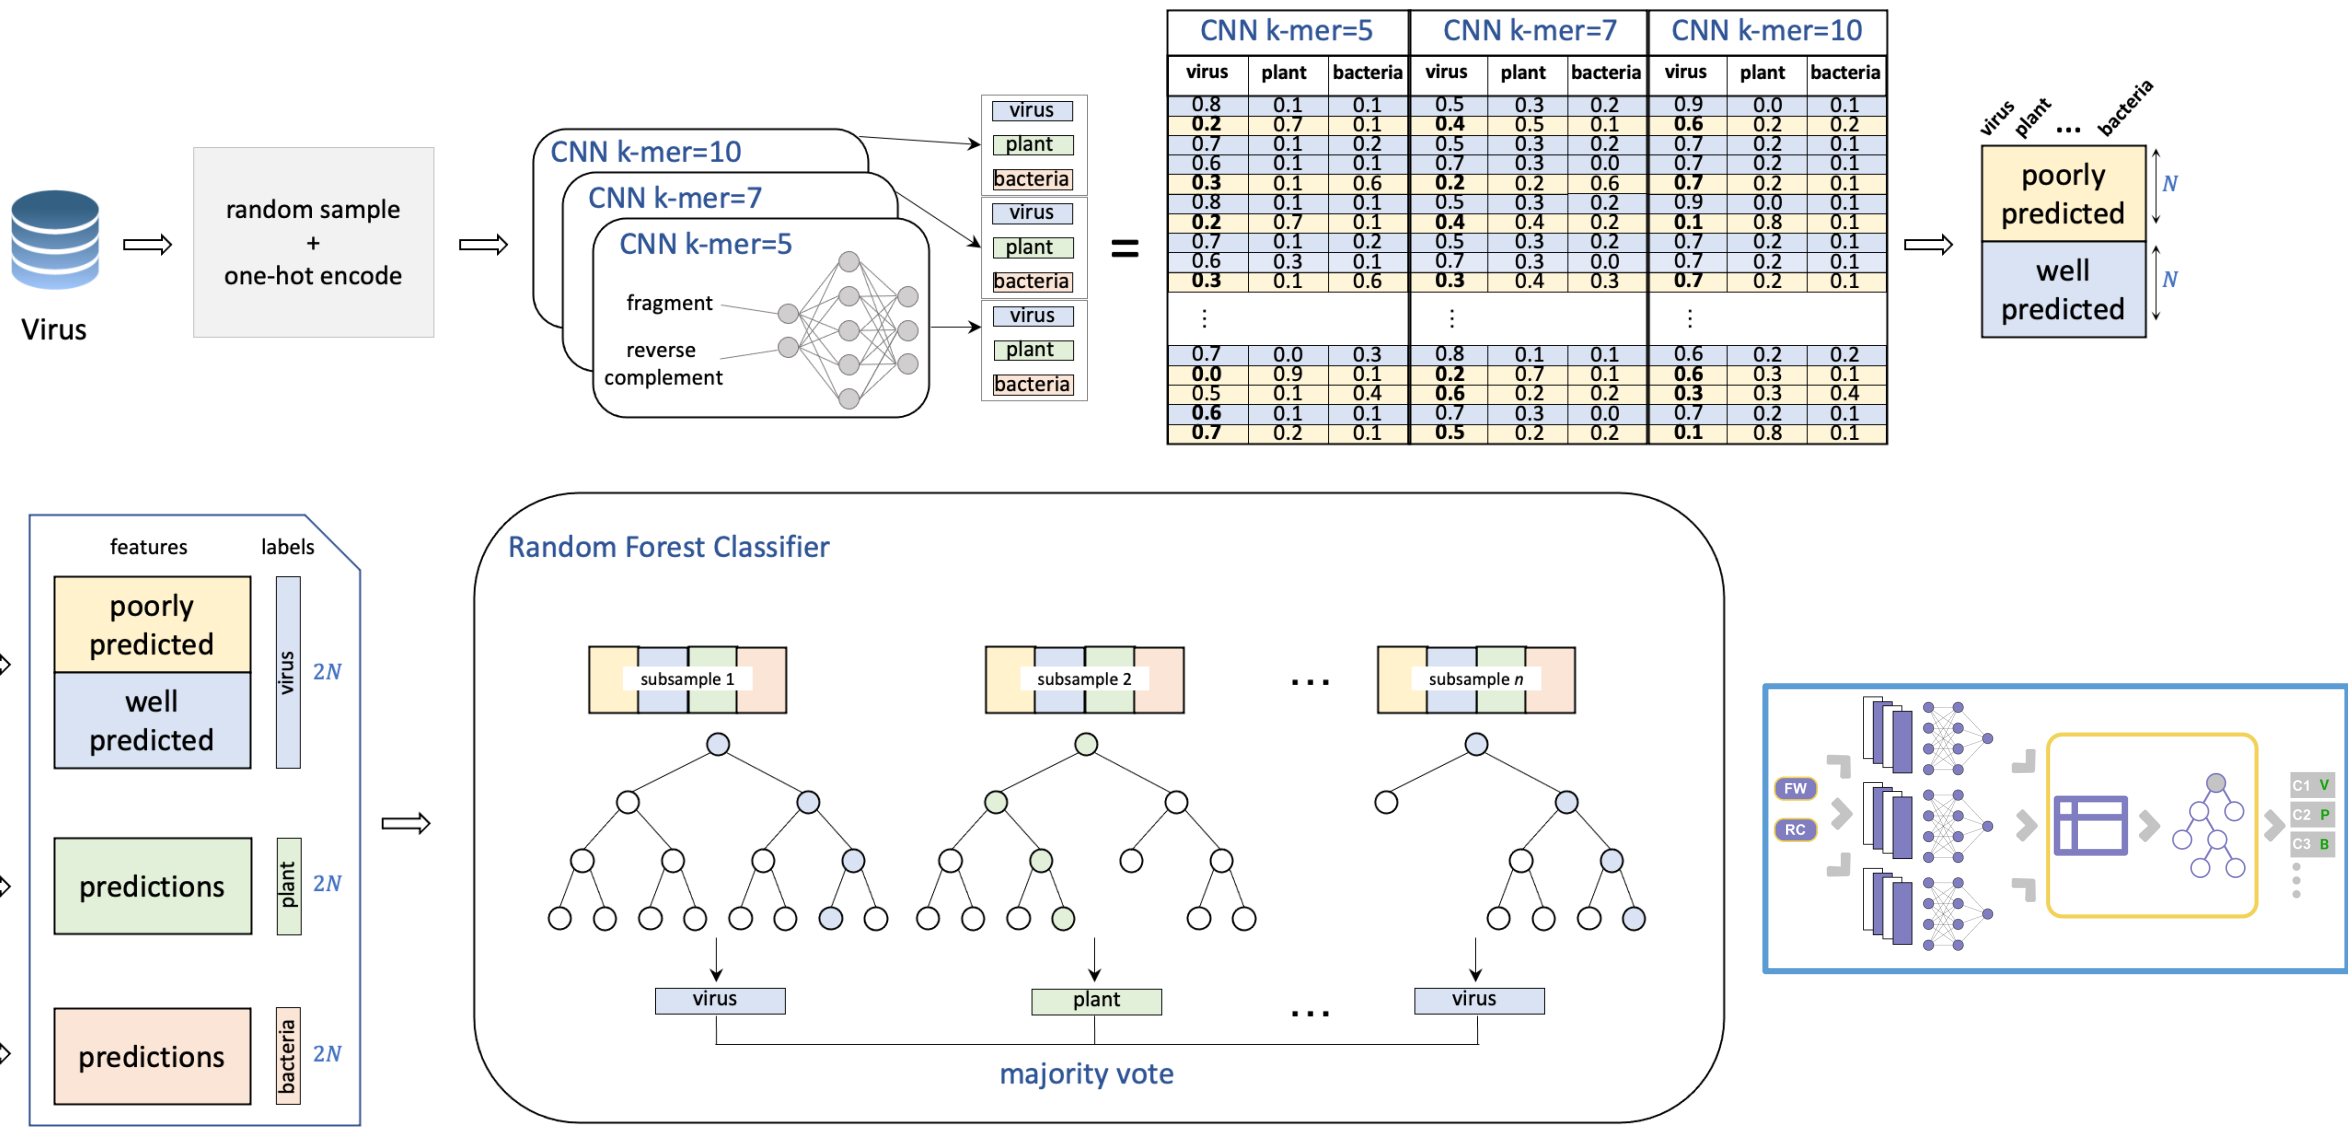 Virus
random sample
+
one-hot encode
CNN k-mer=10
CNN k-mer=7
CNN k-mer=5
fragment
reverse
complement
virus
plant
bacteria
virus
plant
bacteria
virus
plant
bacteria
=
CNN k-mer=5 CNN k-mer=7 CNN k-mer=10
virus plant bacteria virus plant bacteria virus plant bacteria
0.8 0.1 0.1 0.5 0.3 0.2 0.9 0.0 0.1
0.2 0.7 0.1 0.4 0.5 0.1 0.6 0.2 0.2
0.7 0.1 0.2 0.5 0.3 0.2 0.7 0.2 0.1
0.6 0.1 0.1 0.7 0.3 0.0 0.7 0.2 0.1
0.3 0.1 0.6 0.2 0.2 0.6 0.7 0.2 0.1
0.8 0.1 0.1 0.5 0.3 0.2 0.9 0.0 0.1
0.2 0.7 0.1 0.4 0.4 0.2 0.1 0.8 0.1
0.7 0.1 0.2 0.5 0.3 0.2 0.7 0.2 0.1
0.6 0.3 0.1 0.7 0.3 0.0 0.7 0.2 0.1
0.3 0.1 0.6 0.3 0.4 0.3 0.7 0.2 0.1
⋮ ⋮ ⋮
0.7 0.0 0.3 0.8 0.1 0.1 0.6 0.2 0.2
0.0 0.9 0.1 0.2 0.7 0.1 0.6 0.3 0.1
0.5 0.1 0.4 0.6 0.2 0.2 0.3 0.3 0.4
0.6 0.1 0.1 0.7 0.3 0.0 0.7 0.2 0.1
0.7 0.2 0.1 0.5 0.2 0.2 0.1 0.8 0.1
virus plant ... bacteria
poorly
predicted
N
well
predicted
N
features labels
poorly
predicted
well
predicted
virus
2N
predictions
plant
2N
predictions
bacteria
2N
Random Forest Classifier
subsample 1 subsample 2 ... subsample n
virus plant ... virus
majority vote
FW
RC
C1 V
C2 P
C3 B